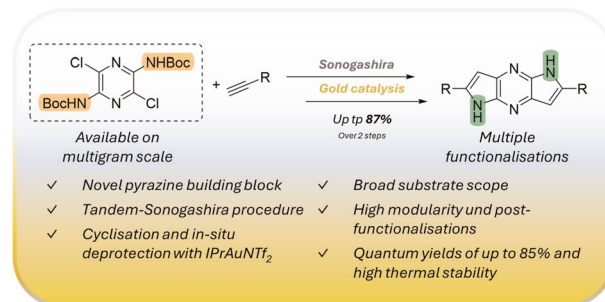 Cl
NHBoc
N
N
BocHN
Cl
+
R
Sonogashira
Gold catalysis
Up tp 87%
Over 2 steps
H
N
N
R
R
N
N
H
Available on
multigram scale
Multiple
functionalisations
✓ Novel pyrazine building block
✓ Tandem-Sonogashira procedure
✓ Cyclisation and in-situ
deprotection with IPrAuNTf₂
✓ Broad substrate scope
✓ High modularity und post-
functionalisations
✓ Quantum yields of up to 85% and
high thermal stability